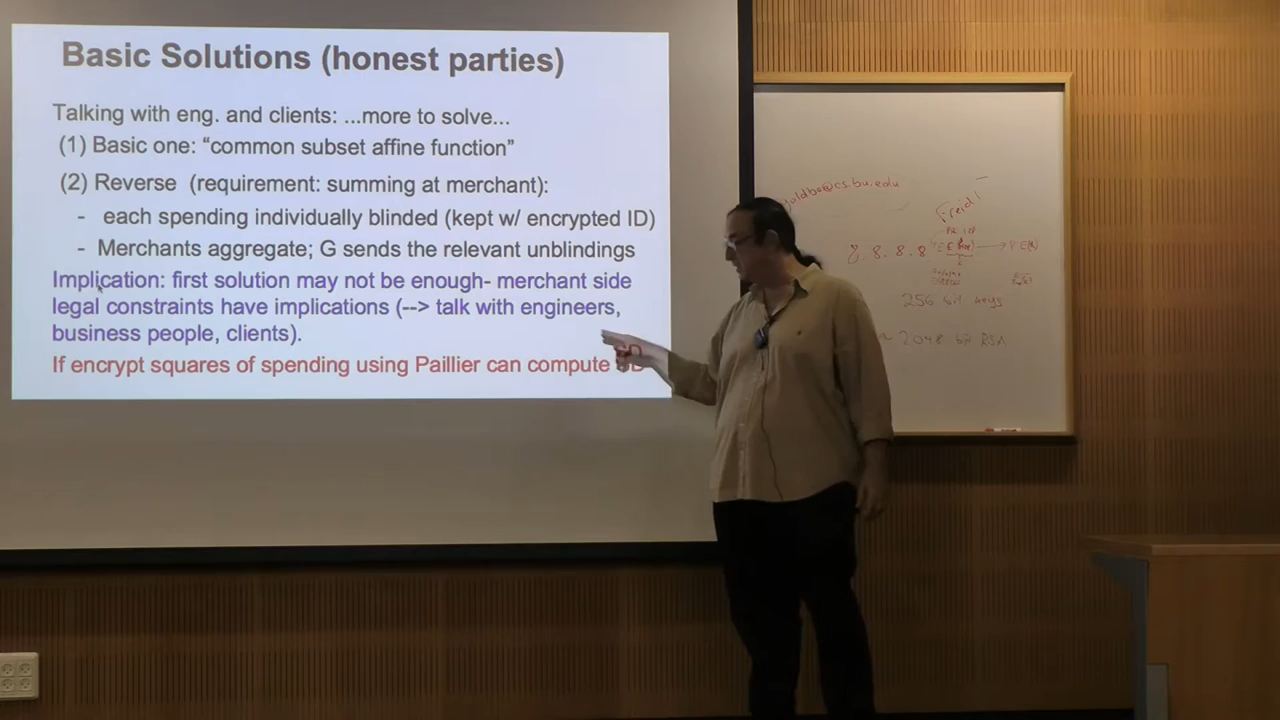 Basic Solutions (honest parties)
Talking with eng. and clients: ...more to solve...
(1) Basic one: “common subset affine function”
(2) Reverse (requirement: summing at merchant):
- each spending individually blinded (kept w/ encrypted ID)
- Merchants aggregate; G sends the relevant unblindings
Implication: first solution may not be enough- merchant side
legal constraints have implications (--> talk with engineers,
business people, clients).
If encrypt squares of spending using Paillier can compute
@cs.bu.edu
8.8.8.8
256 bit keys
2048 bit RSA